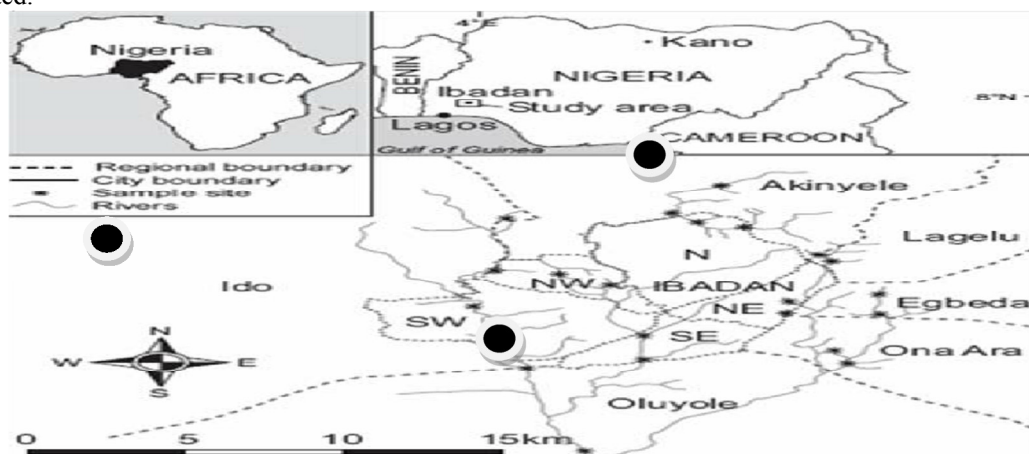 Nigeria
AFRICA
4°E
Kano
BENIN
NIGERIA
Ibadan
Study area
8°N
Lagos
CAMEROON
Gulf of Guinea
Regional boundary
City boundary
Sample site
Rivers
Akinyele
Lagelu
N
Ido
NW
IBADAN
NE
Egbeda
SW
SE
Ona Ara
N
W E
S
Oluyole
0 5 10 15km